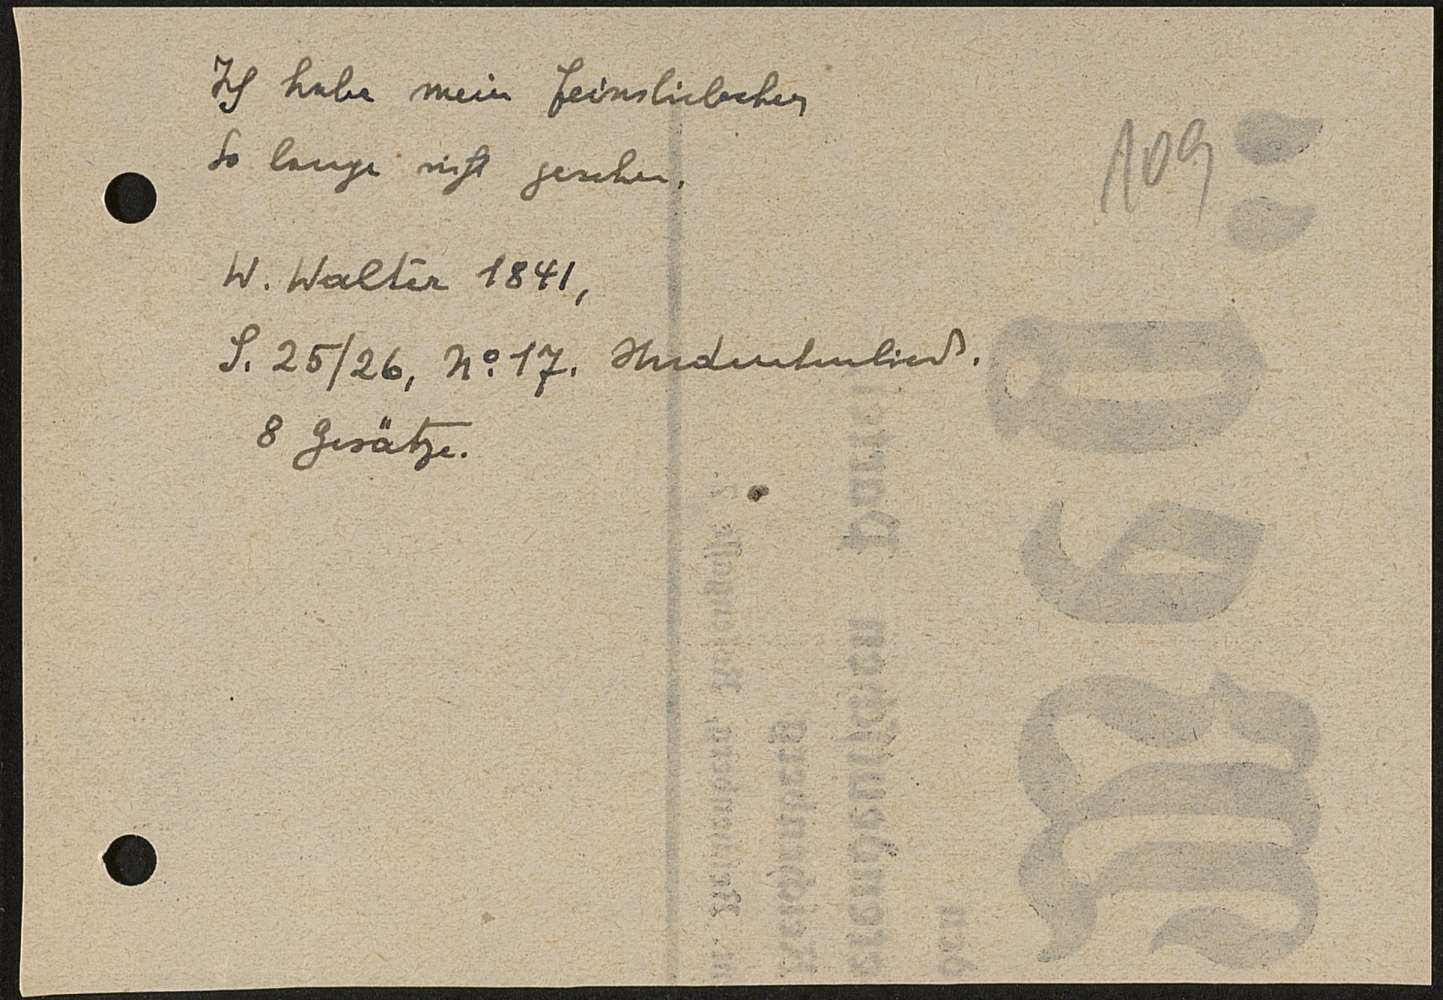 Ich habe mein Feinsliebchen
So lange nicht gesehen.
109
W. Walter 1841,
S. 25/26, No. 17. Studentenlied.
8 Gesätze.